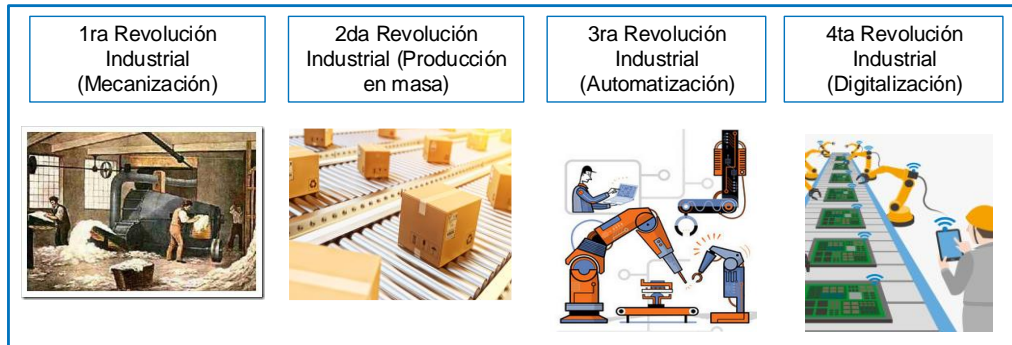 1ra Revolución
Industrial
(Mecanización)
2da Revolución
Industrial (Producción
en masa)
3ra Revolución
Industrial
(Automatización)
4ta Revolución
Industrial
(Digitalización)